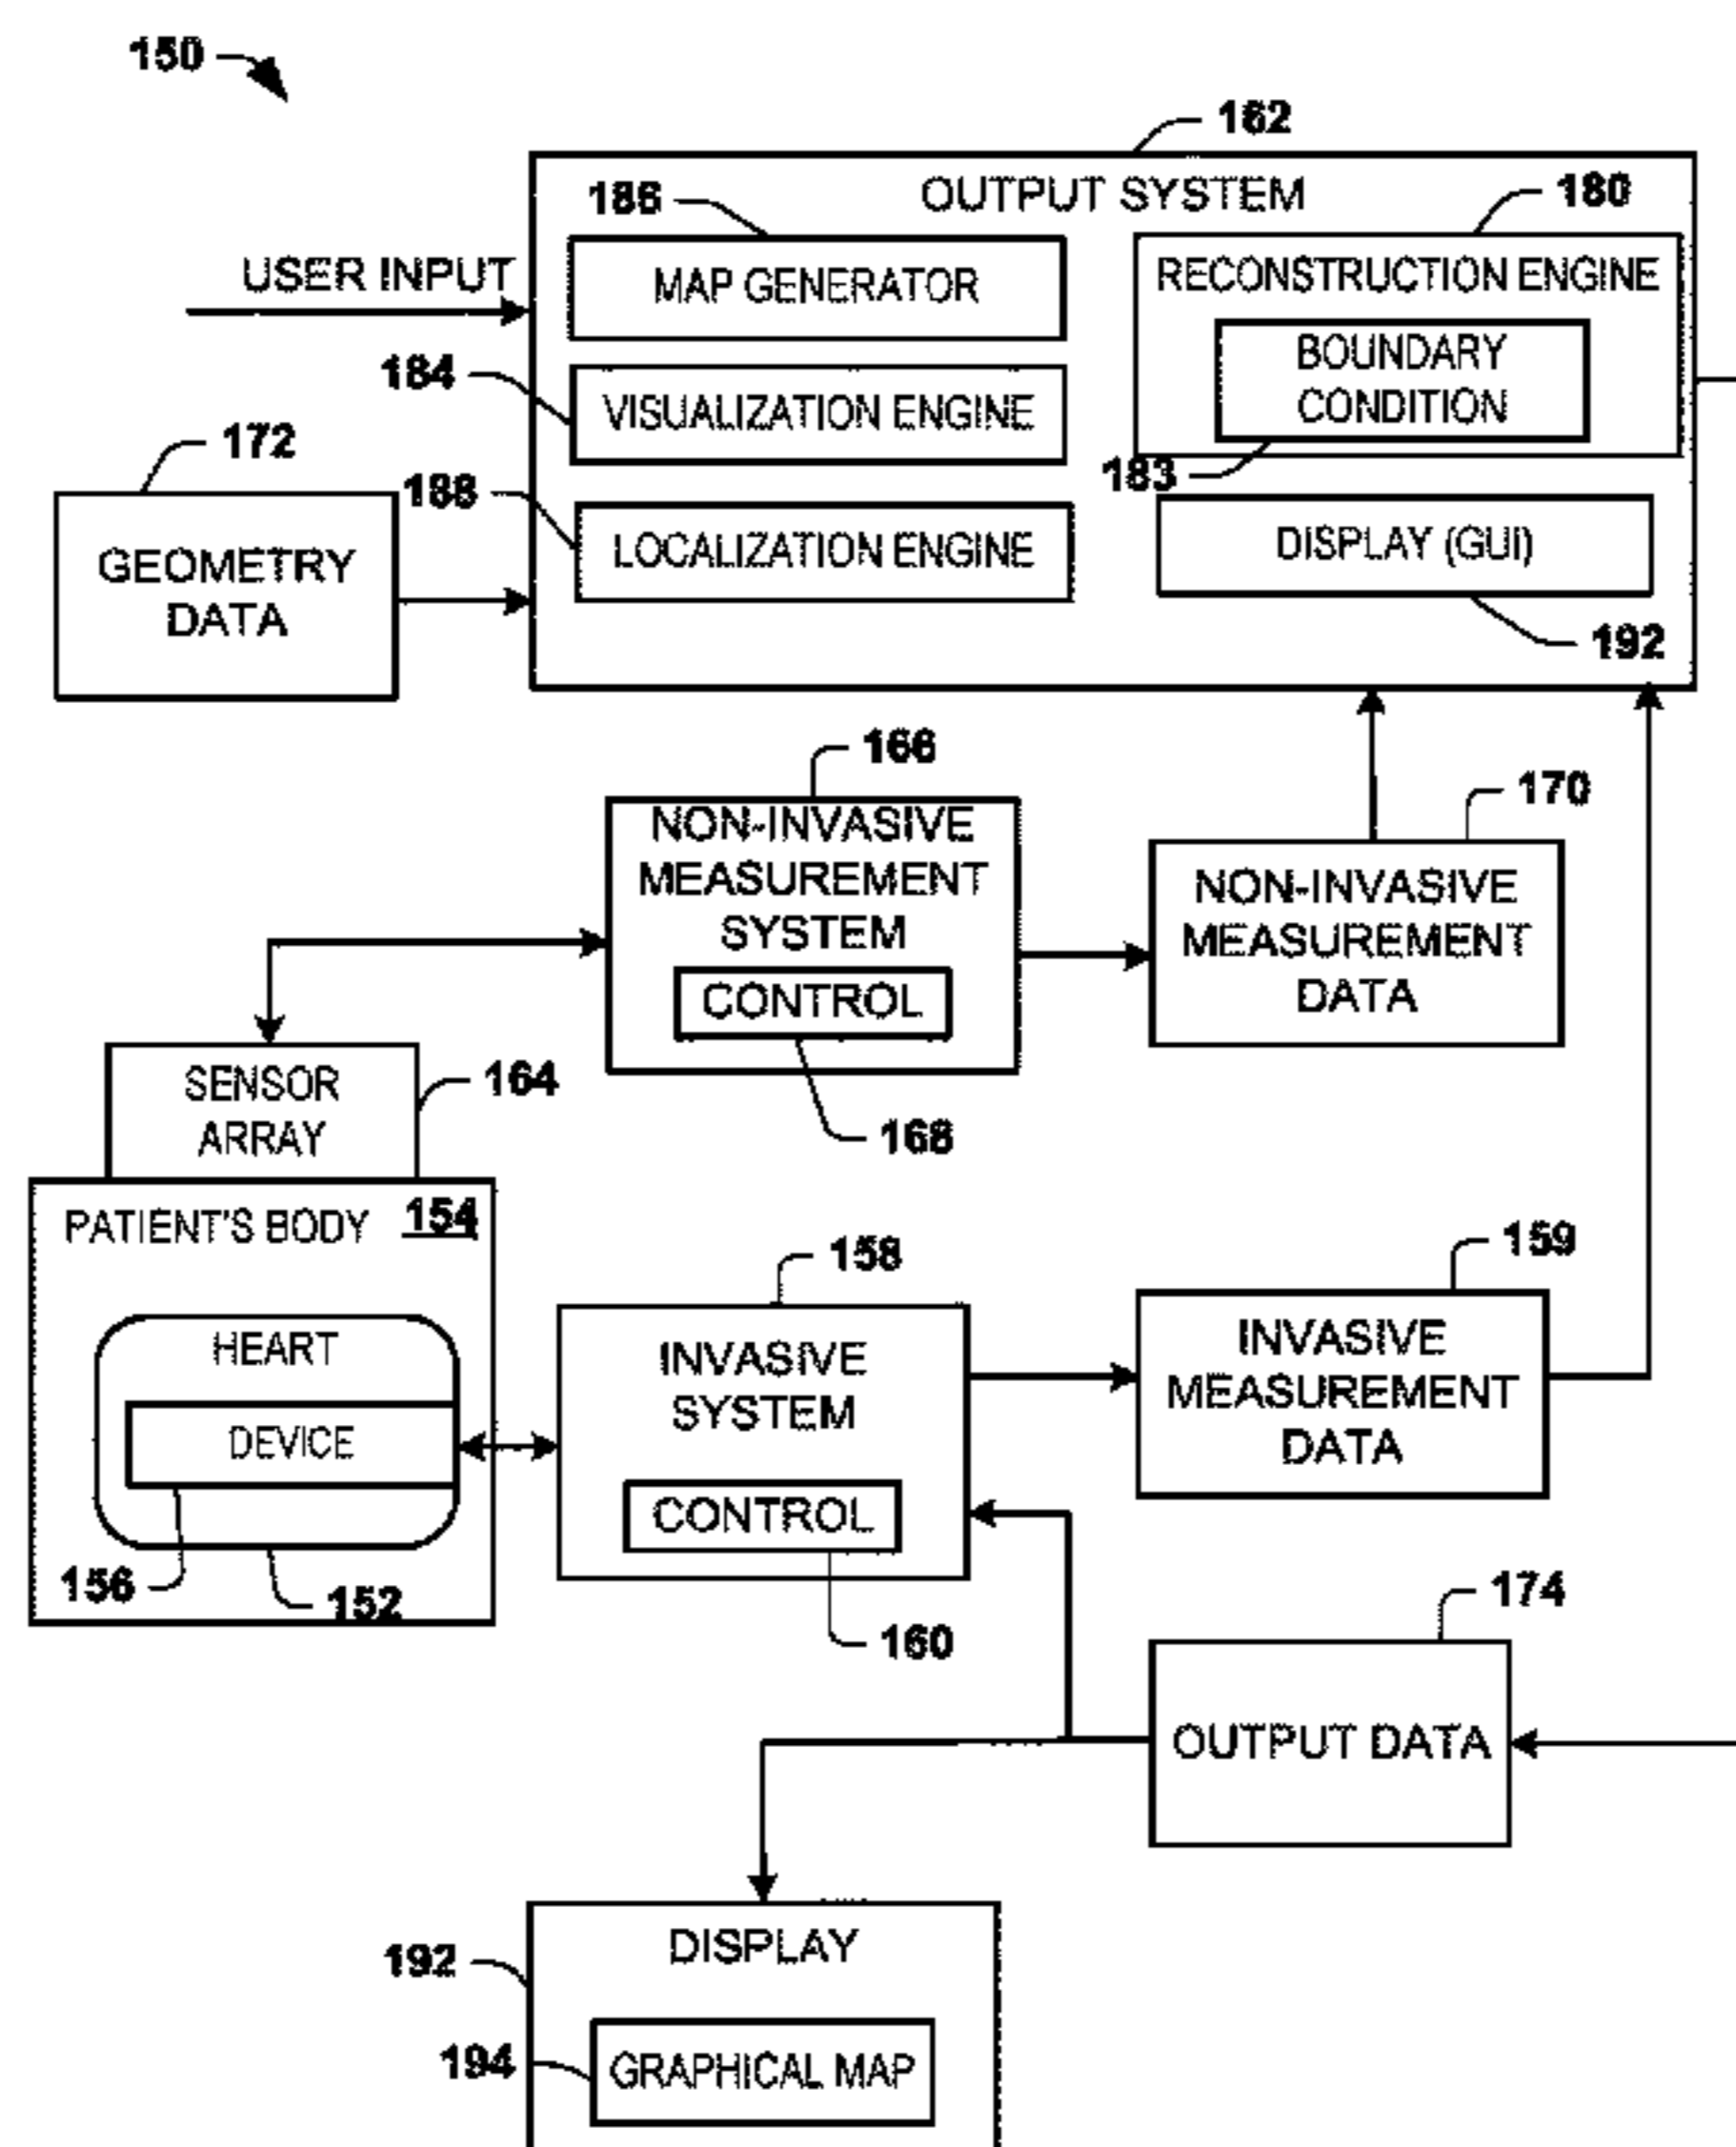 150
162
OUTPUT SYSTEM
186
180
USER INPUT
MAP GENERATOR
RECONSTRUCTION ENGINE
BOUNDARY
CONDITION
184
VISUALIZATION ENGINE
172
183
188
GEOMETRY
DATA
LOCALIZATION ENGINE
DISPLAY (GUI)
192
166
170
NON-INVASIVE
MEASUREMENT
SYSTEM
CONTROL
NON-INVASIVE
MEASUREMENT
DATA
SENSOR
ARRAY
164
168
PATIENT'S BODY 154
158
159
HEART
DEVICE
INVASIVE
SYSTEM
CONTROL
INVASIVE
MEASUREMENT
DATA
156
152
160
174
OUTPUT DATA
192
DISPLAY
194
GRAPHICAL MAP